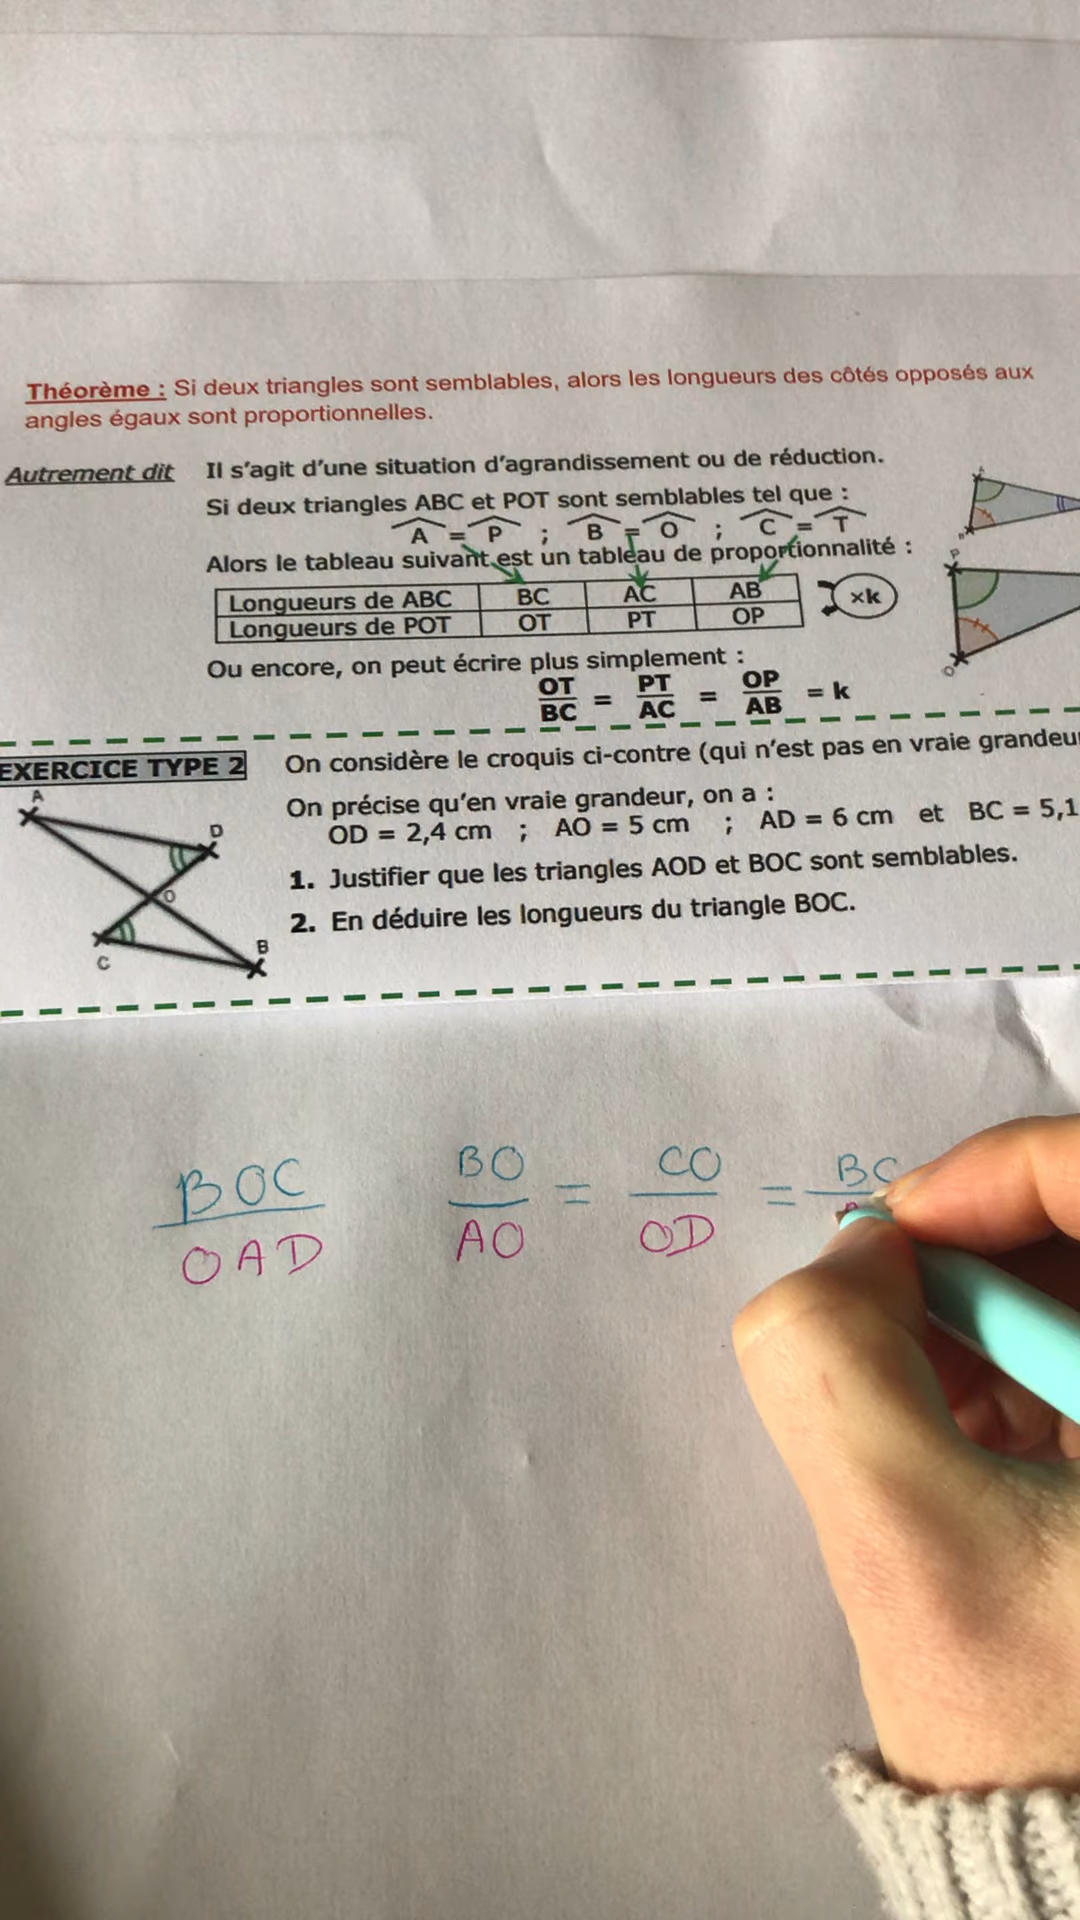 Théorème : Si deux triangles sont semblables, alors les longueurs des côtés opposés aux
angles égaux sont proportionnelles.
Autrement dit Il s'agit d'une situation d'agrandissement ou de réduction.
Si deux triangles ABC et POT sont semblables tel que :
A = P ; B = O ; C = T
Alors le tableau suivant est un tableau de proportionnalité :
Longueurs de ABC BC AC AB
Longueurs de POT OT PT OP
×k
Ou encore, on peut écrire plus simplement :
OT PT OP
= = = k
BC AC AB
EXERCICE TYPE 2 On considère le croquis ci-contre (qui n'est pas en vraie grandeu
On précise qu'en vraie grandeur, on a :
OD = 2,4 cm ; AO = 5 cm ; AD = 6 cm et BC = 5,1
1. Justifier que les triangles AOD et BOC sont semblables.
2. En déduire les longueurs du triangle BOC.
A
D
O
B
C
P
O
BOC BO = CO = BC
OAD AO OD